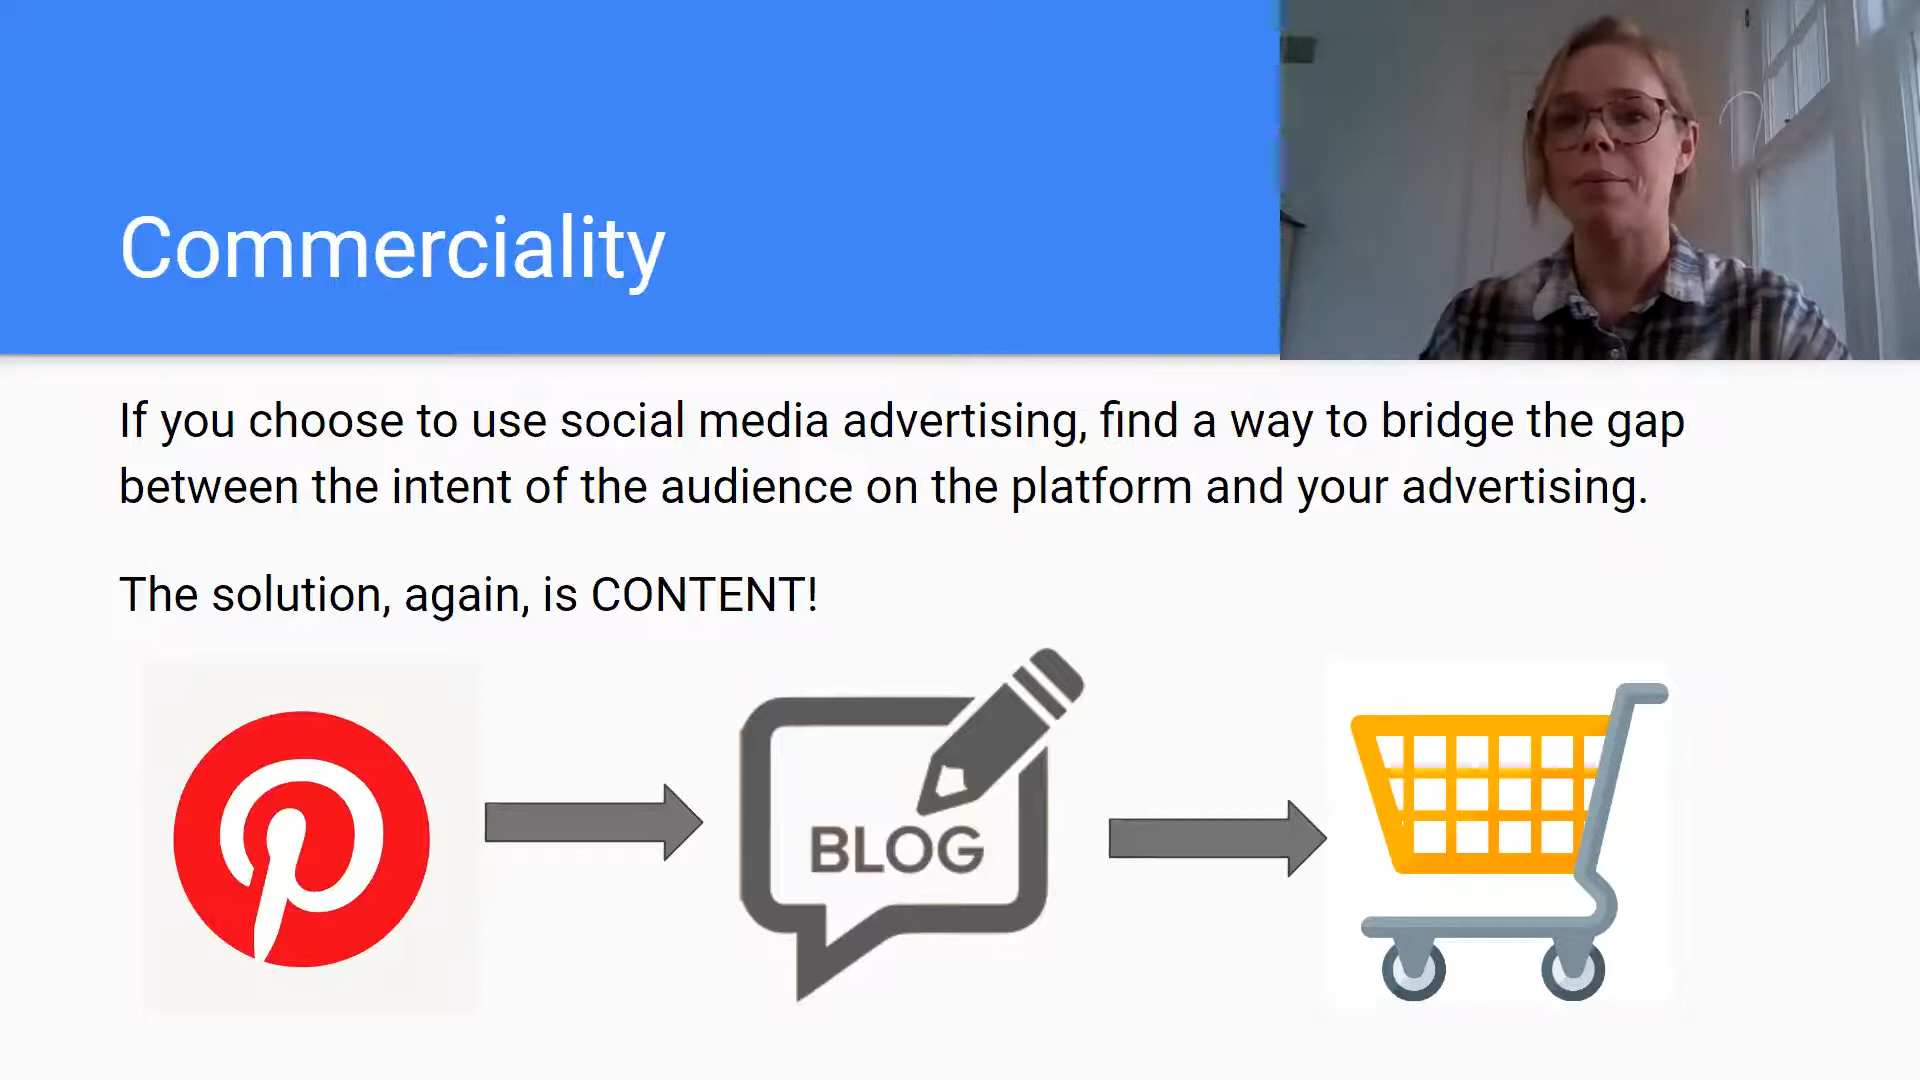 Commerciality
If you choose to use social media advertising, find a way to bridge the gap
between the intent of the audience on the platform and your advertising.
The solution, again, is CONTENT!
BLOG